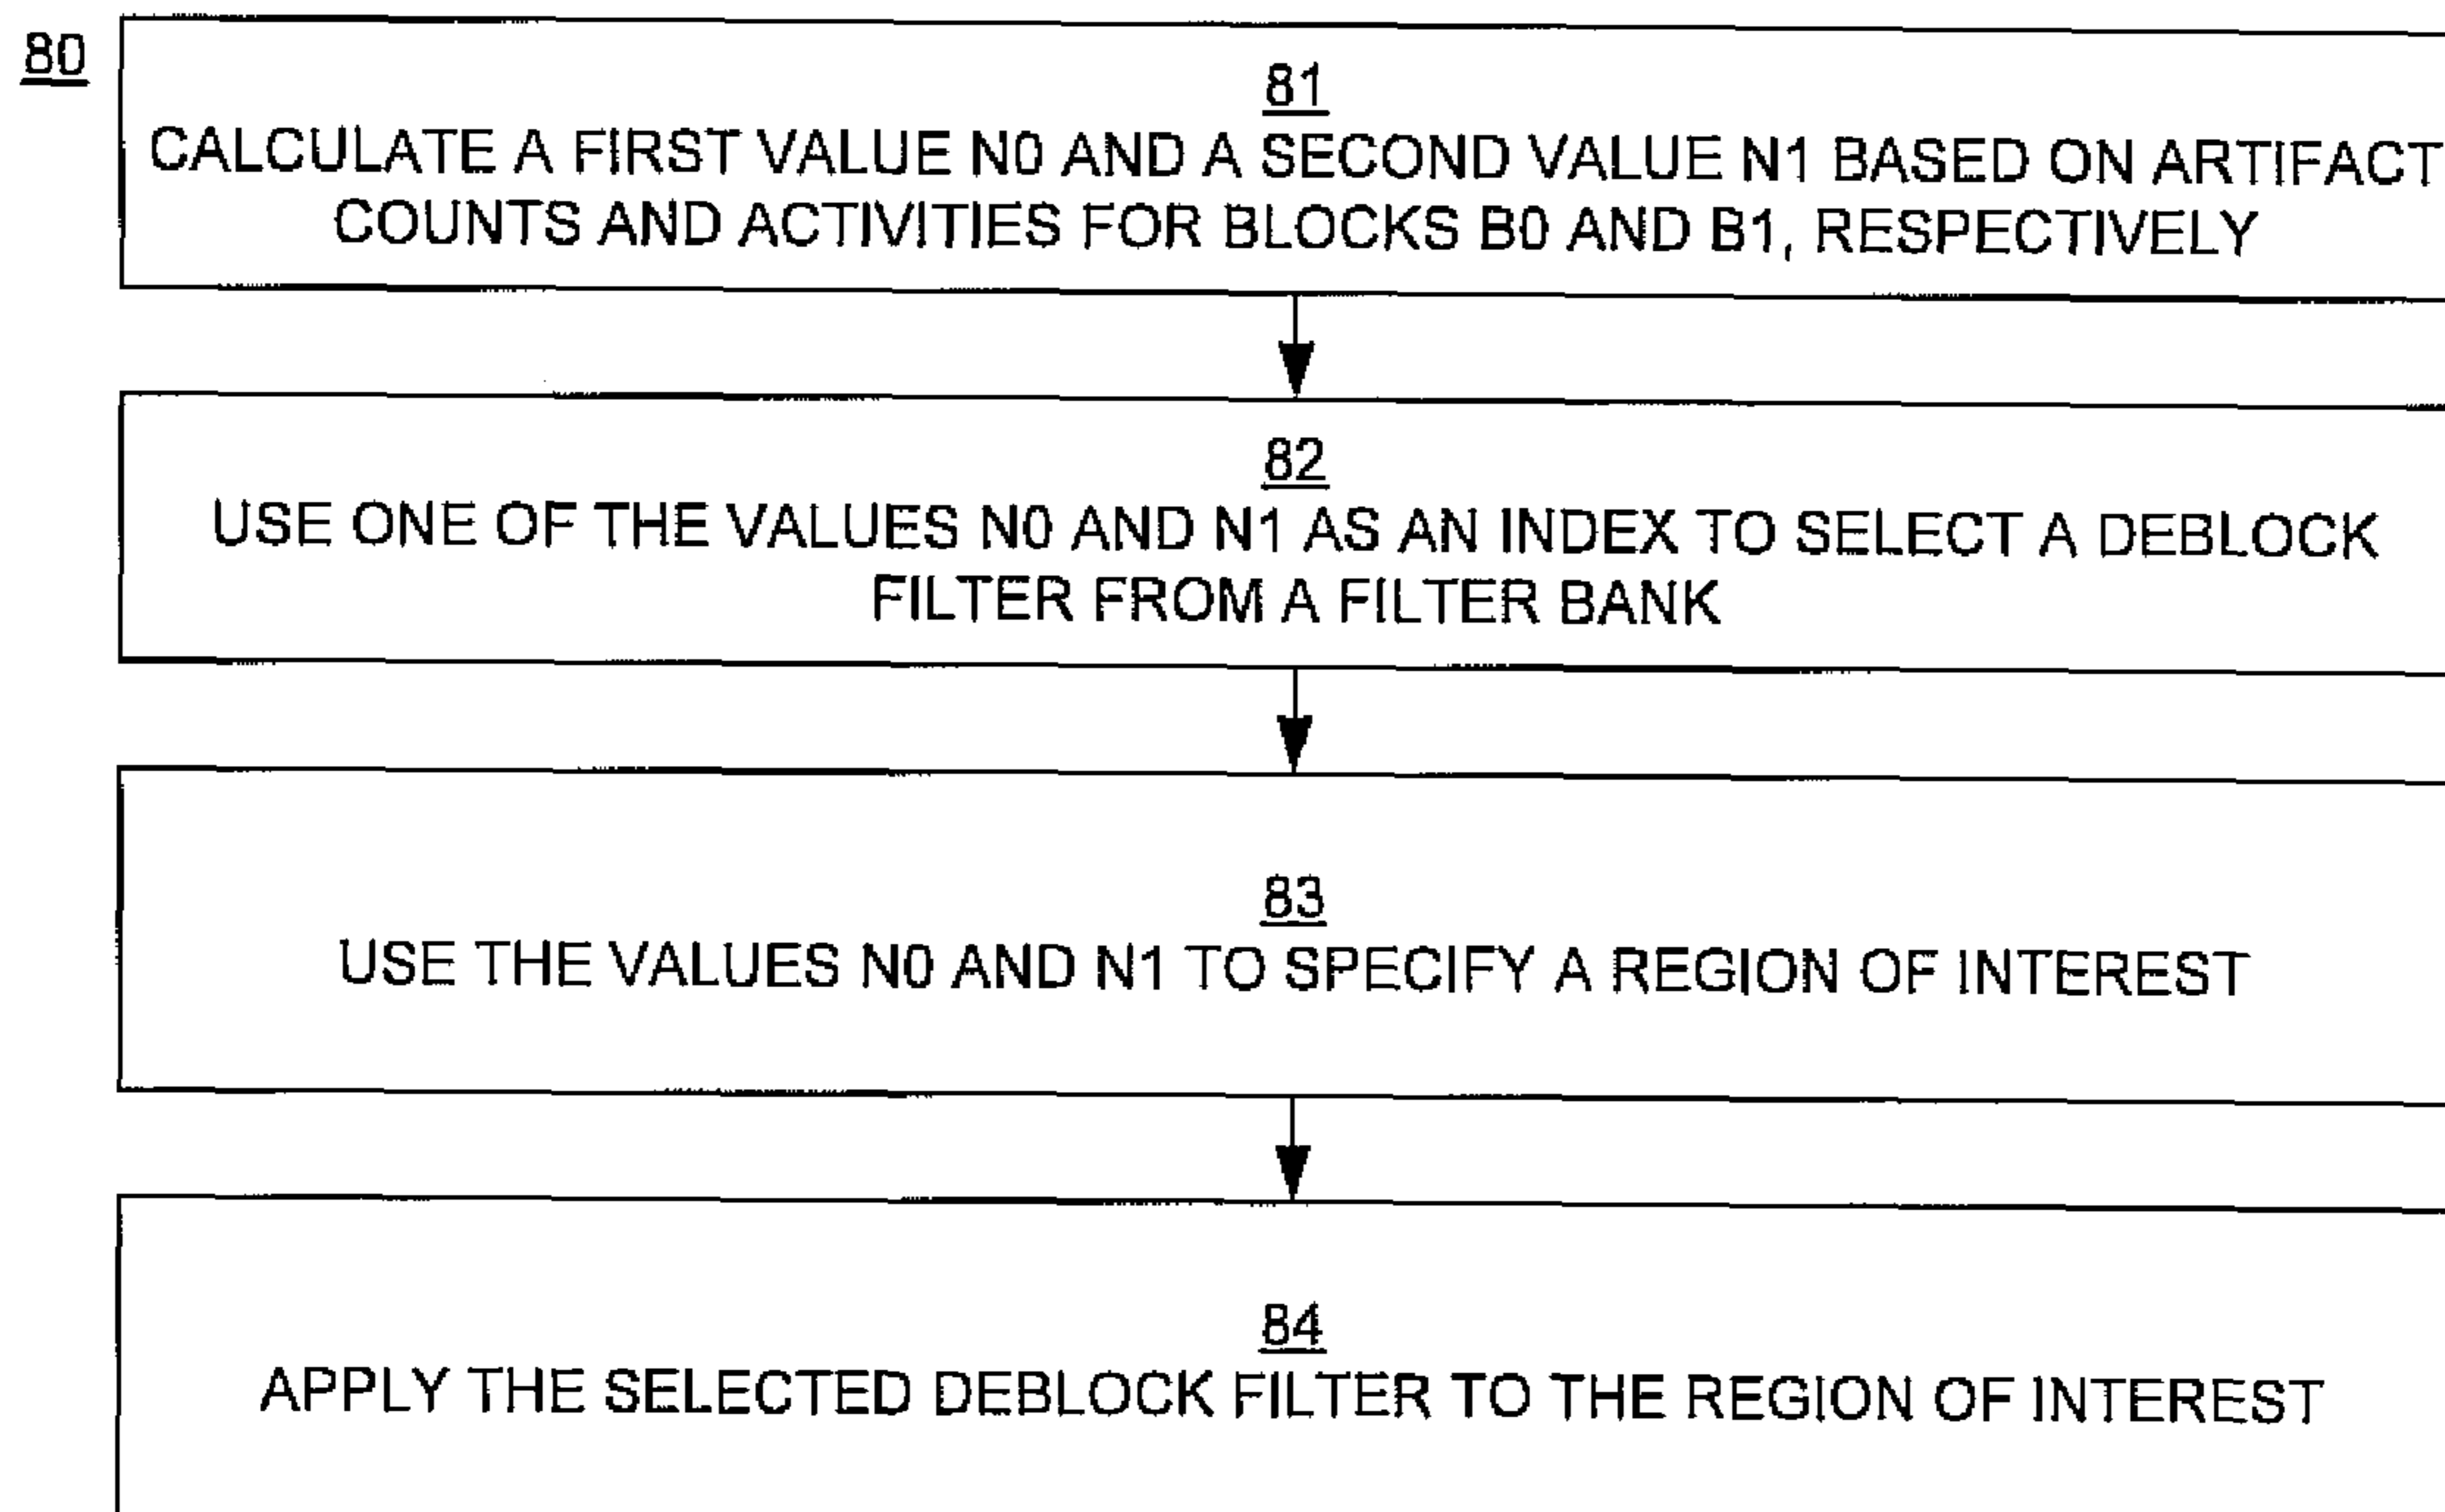 80
81
CALCULATE A FIRST VALUE N0 AND A SECOND VALUE N1 BASED ON ARTIFACT
COUNTS AND ACTIVITIES FOR BLOCKS B0 AND B1, RESPECTIVELY
82
USE ONE OF THE VALUES N0 AND N1 AS AN INDEX TO SELECT A DEBLOCK
FILTER FROM A FILTER BANK
83
USE THE VALUES N0 AND N1 TO SPECIFY A REGION OF INTEREST
84
APPLY THE SELECTED DEBLOCK FILTER TO THE REGION OF INTEREST